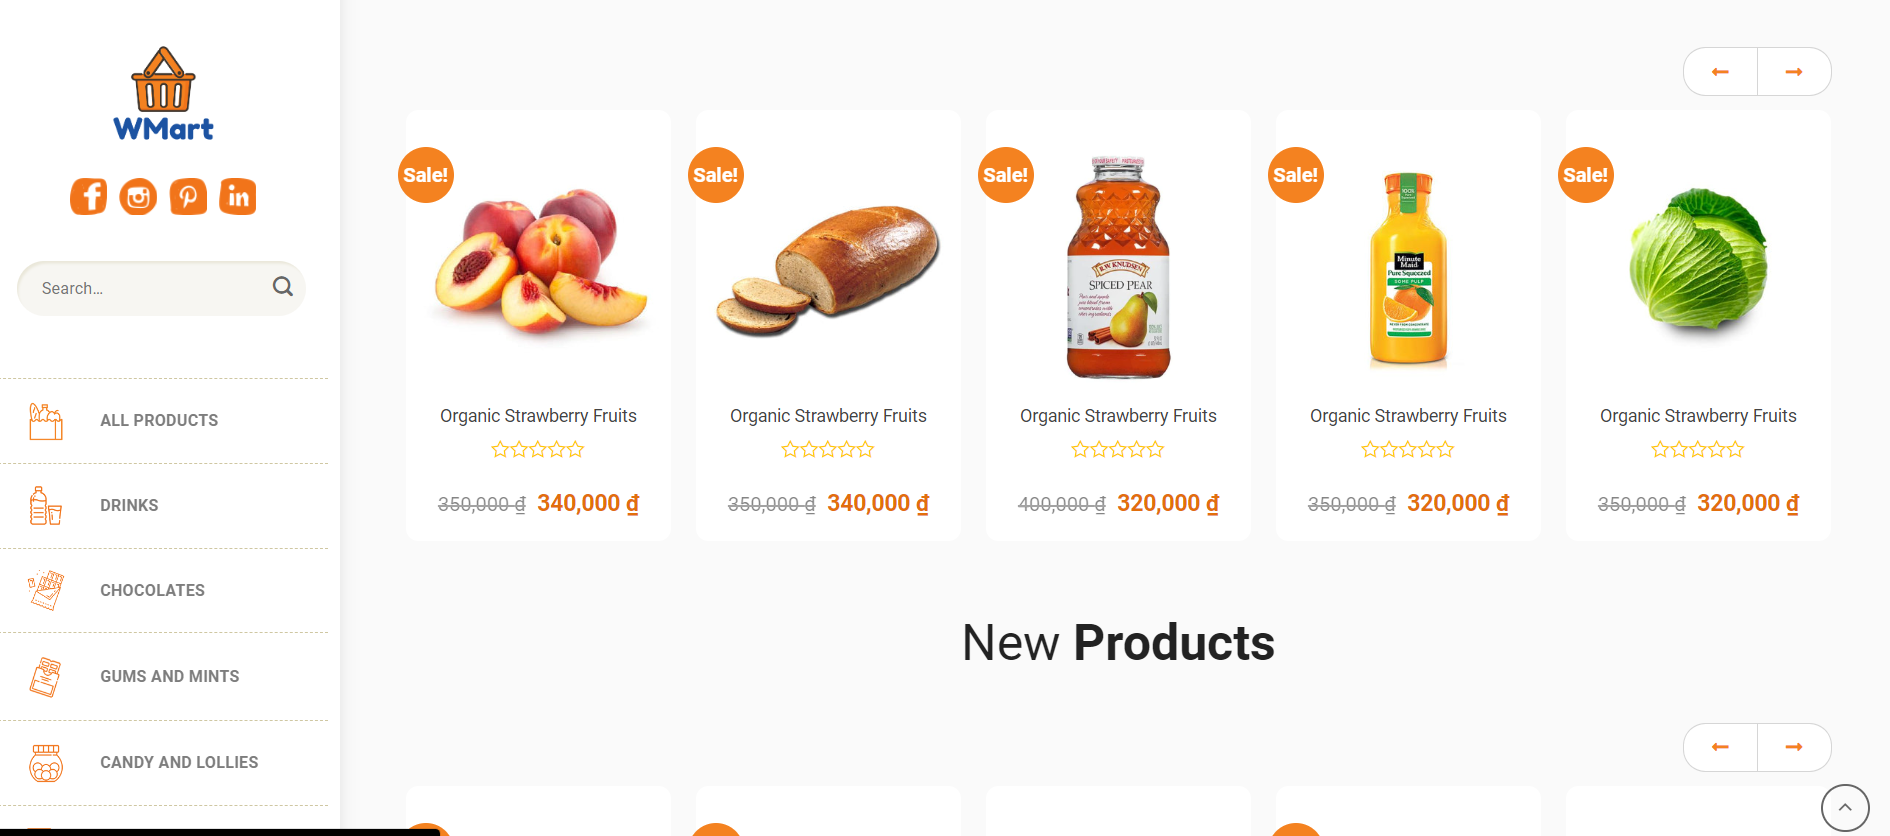 WMart
Search...
ALL PRODUCTS
DRINKS
CHOCOLATES
GUMS AND MINTS
CANDY AND LOLLIES
Sale!
Sale!
Sale!
Sale!
Sale!
R.W. KNUDSEN
SPICED PEAR
Minute
Maid
Pure Squeezed
SOME PULP
Organic Strawberry Fruits
Organic Strawberry Fruits
Organic Strawberry Fruits
Organic Strawberry Fruits
Organic Strawberry Fruits
350,000 ₫ 340,000 ₫
350,000 ₫ 340,000 ₫
400,000 ₫ 320,000 ₫
350,000 ₫ 320,000 ₫
350,000 ₫ 320,000 ₫
New Products